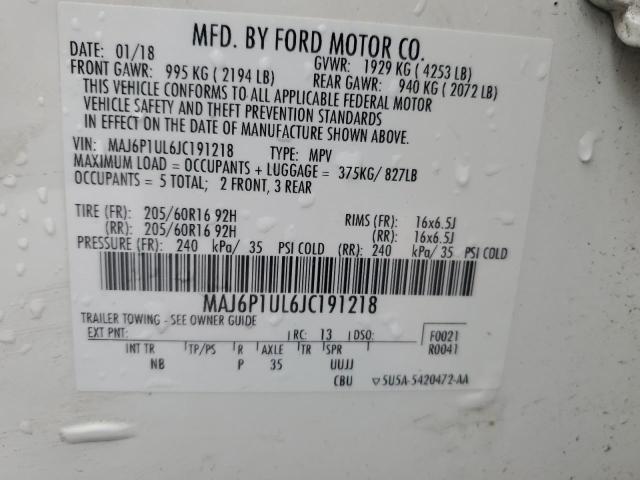 MFD. BY FORD MOTOR CO.
DATE: 01/18 GVWR: 1929 KG ( 4253 LB)
FRONT GAWR: 995 KG ( 2194 LB) REAR GAWR: 940 KG ( 2072 LB)
THIS VEHICLE CONFORMS TO ALL APPLICABLE FEDERAL MOTOR
VEHICLE SAFETY AND THEFT PREVENTION STANDARDS
IN EFFECT ON THE DATE OF MANUFACTURE SHOWN ABOVE.
VIN: MAJ6P1UL6JC191218 TYPE: MPV
MAXIMUM LOAD = OCCUPANTS + LUGGAGE = 375KG/ 827LB
OCCUPANTS = 5 TOTAL; 2 FRONT, 3 REAR
TIRE (FR): 205/60R16 92H RIMS (FR): 16x6.5J
(RR): 205/60R16 92H (RR): 16x6.5J
PRESSURE (FR): 240 kPa/ 35 PSI COLD (RR): 240 kPa/ 35 PSI COLD
MAJ6P1UL6JC191218
TRAILER TOWING - SEE OWNER GUIDE
EXT PNT: RC: 13 DSO: F0021
R0041
INT TR TP/PS R AXLE TR SPR
NB P 35 UUJJ
CBU ▽5U5A-5420472-AA